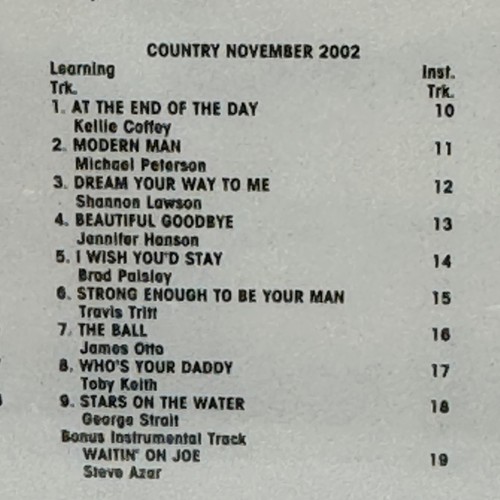 COUNTRY NOVEMBER 2002
Learning Inst.
Trk. Trk.
1. AT THE END OF THE DAY 10
Kellie Coffey
2. MODERN MAN 11
Michael Peterson
3. DREAM YOUR WAY TO ME 12
Shannon Lawson
4. BEAUTIFUL GOODBYE 13
Jennifer Hanson
5. I WISH YOU'D STAY 14
Brad Paisley
6. STRONG ENOUGH TO BE YOUR MAN 15
Travis Tritt
7. THE BALL 16
James Otto
8. WHO'S YOUR DADDY 17
Toby Keith
9. STARS ON THE WATER 18
George Strait
Bonus Instrumental Track
WAITIN' ON JOE 19
Steve Azar